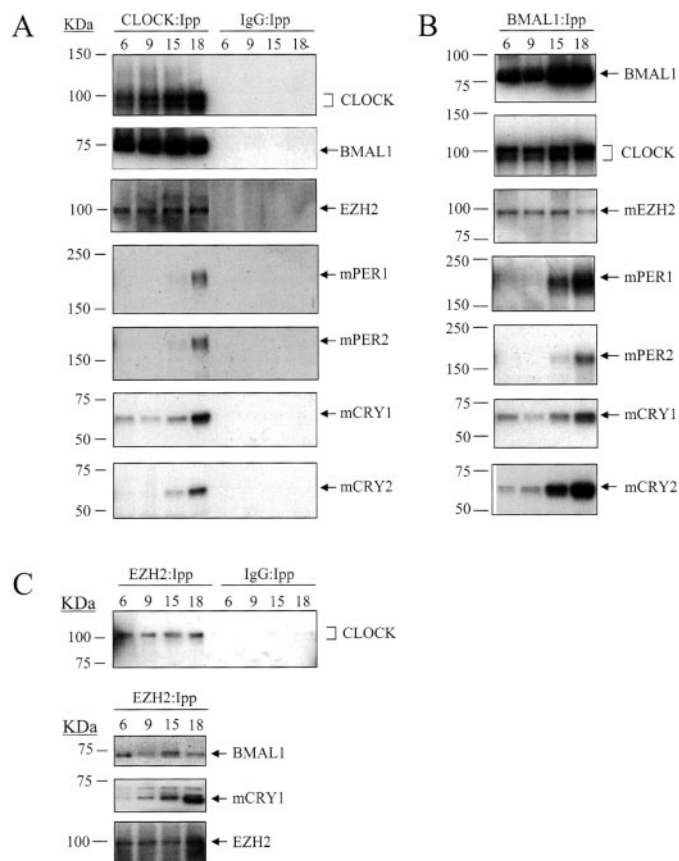 A
KDa CLOCK:Ipp IgG:Ipp
6 9 15 18 6 9 15 18
150
100
CLOCK
75
BMAL1
100
EZH2
250
mPER1
150
mPER2
150
75
mCRY1
50
75
mCRY2
50
B
BMAL1:Ipp
6 9 15 18
100
BMAL1
75
150
CLOCK
100
100
mEZH2
75
250
mPER1
150
250
mPER2
150
75
mCRY1
50
75
mCRY2
50
C
EZH2:Ipp IgG:Ipp
KDa 6 9 15 18 6 9 15 18
100
CLOCK
75
EZH2:Ipp
KDa 6 9 15 18
75
BMAL1
75
mCRY1
100
EZH2